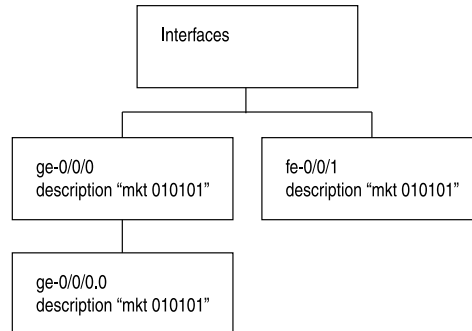 Interfaces
ge-0/0/0
description “mkt 010101”
fe-0/0/1
description “mkt 010101”
ge-0/0/0.0
description “mkt 010101”